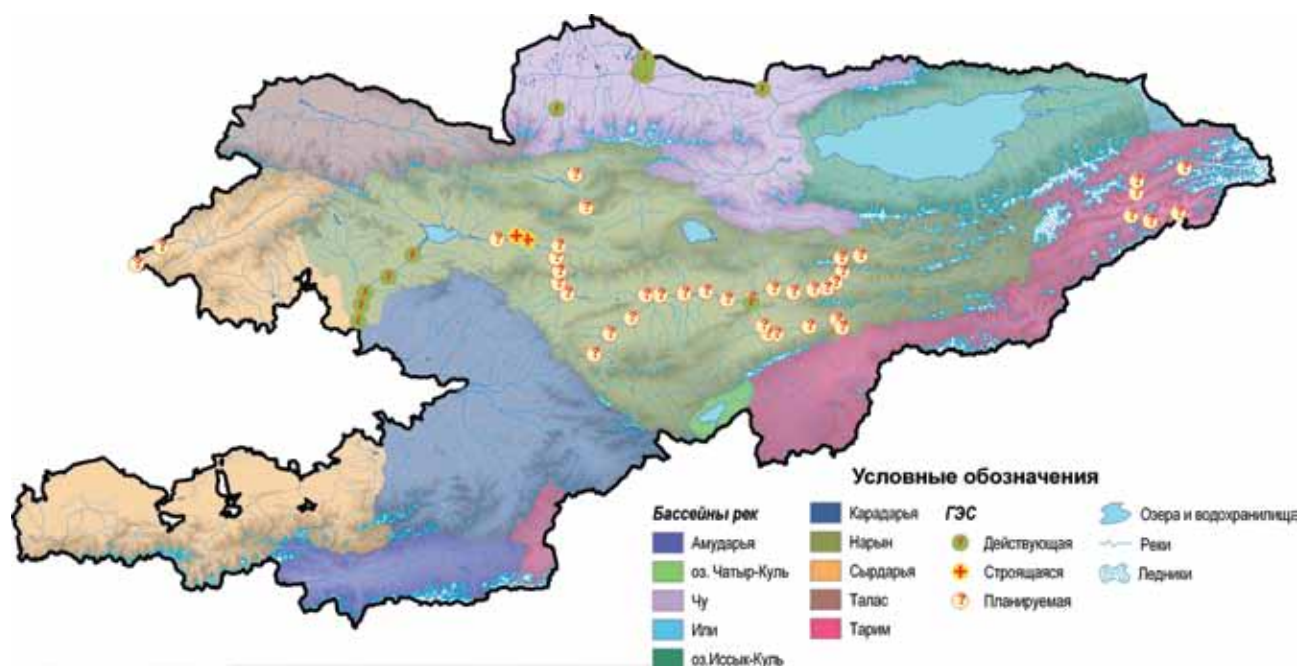 Условные обозначения
Бассейны рек
Амударья
оз. Чатыр-Куль
Чу
Или
оз.Иссык-Куль
Карадарья
Нарын
Сырдарья
Талас
Тарим
ГЭС
Действующая
Строящаяся
Планируемая
Озера и водохранилища
Реки
Ледники